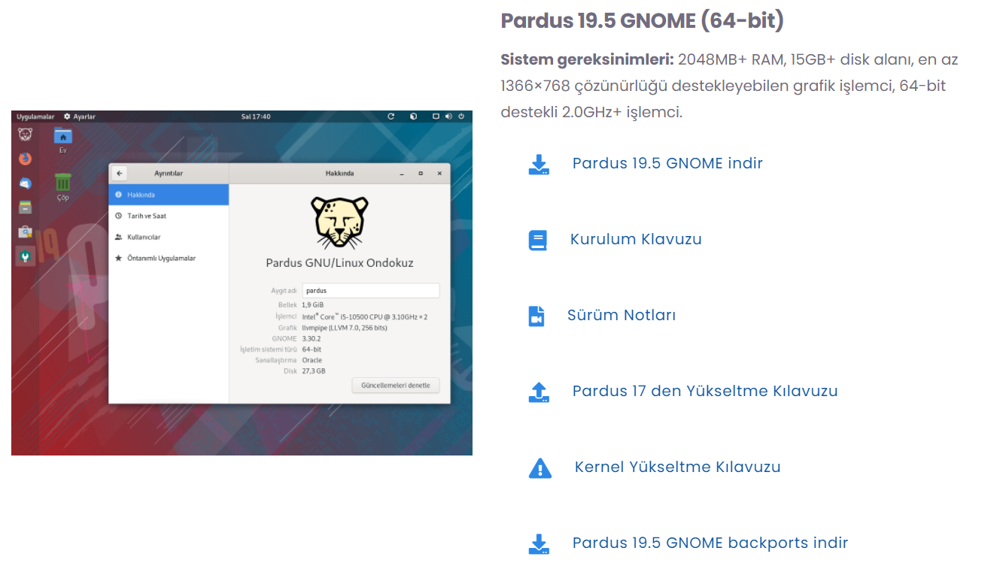 Pardus 19.5 GNOME (64-bit)
Sistem gereksinimleri: 2048MB+ RAM, 15GB+ disk alanı, en az
1366×768 çözünürlüğü destekleyebilen grafik işlemci, 64-bit
destekli 2.0GHz+ işlemci.
Pardus 19.5 GNOME indir
Kurulum Klavuzu
Sürüm Notları
Pardus 17 den Yükseltme Kılavuzu
Kernel Yükseltme Kılavuzu
Pardus 19.5 GNOME backports indir
Uygulamalar Ayarlar Sal 17:40
Ev
Çöp
Ayrıntılar Hakkında
Hakkında
Tarih ve Saat
Kullanıcılar
Öntanımlı Uygulamalar
Pardus GNU/Linux Ondokuz
Aygıt adı pardus
Bellek 1,9 GiB
İşlemci Intel® Core™ i5-10500 CPU @ 3.10GHz × 2
Grafik llvmpipe (LLVM 7.0, 256 bits)
GNOME 3.30.2
İşletim sistemi türü 64-bit
Sanallaştırma Oracle
Disk 27,3 GB
Güncellemeleri denetle
19